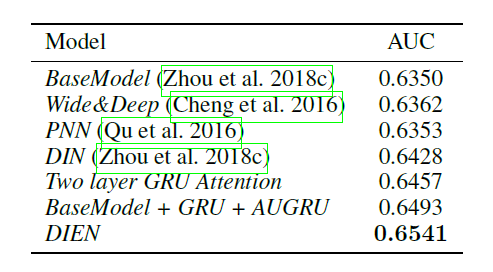 Model AUC
BaseModel (Zhou et al. 2018c) 0.6350
Wide&Deep (Cheng et al. 2016) 0.6362
PNN (Qu et al. 2016) 0.6353
DIN (Zhou et al. 2018c) 0.6428
Two layer GRU Attention 0.6457
BaseModel + GRU + AUGRU 0.6493
DIEN 0.6541